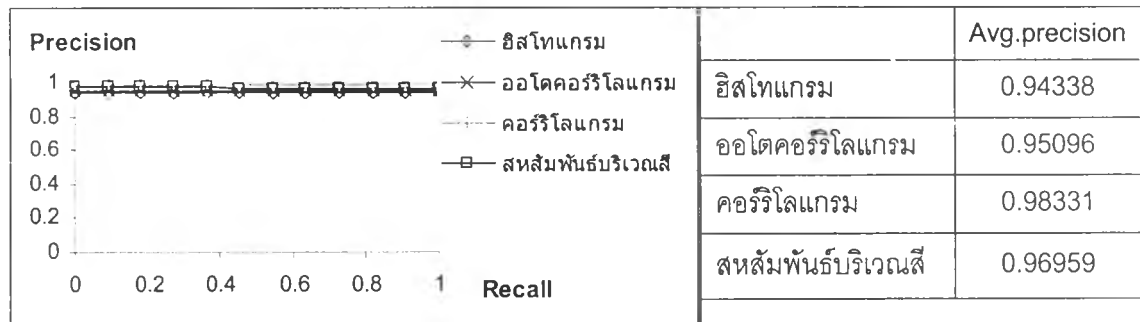 Precision
1
0.8
0.6
0.4
0.2
0
0 0.2 0.4 0.6 0.8 1
Recall
ฮิสโทแกรม
ออโตคอร์ริโลแกรม
คอร์ริโลแกรม
สหสัมพันธ์บริเวณสี
Avg.precision
ฮิสโทแกรม 0.94338
ออโตคอร์ริโลแกรม 0.95096
คอร์ริโลแกรม 0.98331
สหสัมพันธ์บริเวณสี 0.96959